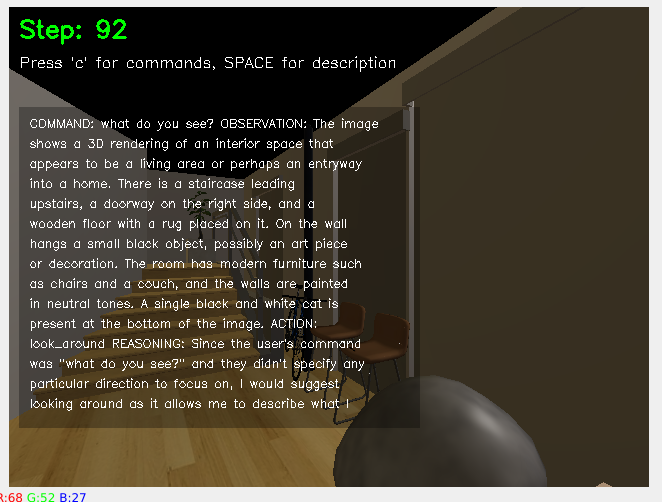 Step: 92
Press 'c' for commands, SPACE for description
COMMAND: what do you see? OBSERVATION: The image
shows a 3D rendering of an interior space that
appears to be a living area or perhaps an entryway
into a home. There is a staircase leading
upstairs, a doorway on the right side, and a
wooden floor with a rug placed on it. On the wall
hangs a small black object, possibly an art piece
or decoration. The room has modern furniture such
as chairs and a couch, and the walls are painted
in neutral tones. A single black and white cat is
present at the bottom of the image. ACTION:
look_around REASONING: Since the user's command
was "what do you see?" and they didn't specify any
particular direction to focus on, I would suggest
looking around as it allows me to describe what I
R:68 G:52 B:27